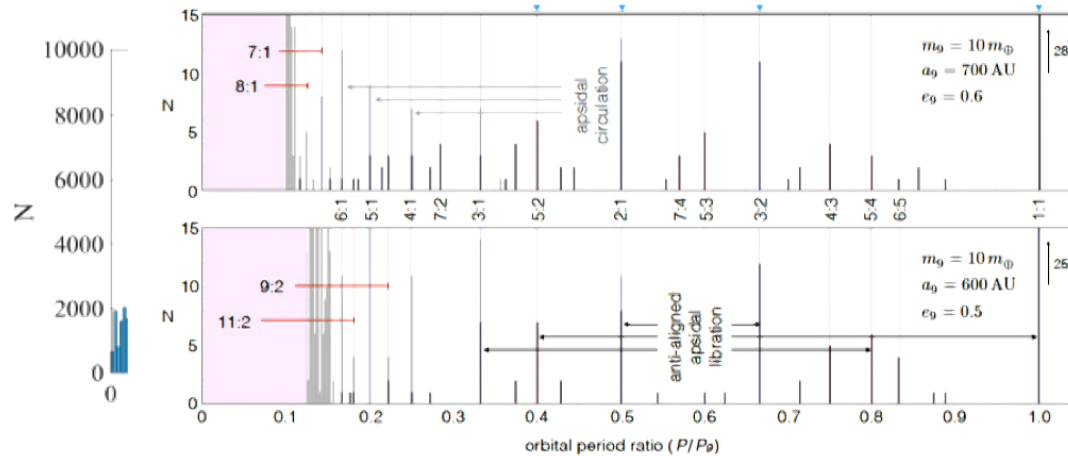 N
10000
8000
6000
4000
2000
0
0
15
10
5
0
N
7:1
8:1
apsidal
circulation
m₉ = 10 m⊕
a₉ = 700 AU
e₉ = 0.6
28
6:1
5:1
4:1
7:2
3:1
5:2
2:1
7:4
5:3
3:2
4:3
5:4
6:5
1:1
15
10
5
0
N
9:2
11:2
anti-aligned
apsidal
libration
m₉ = 10 m⊕
a₉ = 600 AU
e₉ = 0.5
25
0 0.1 0.2 0.3 0.4 0.5 0.6 0.7 0.8 0.9 1.0
orbital period ratio (P/P₉)